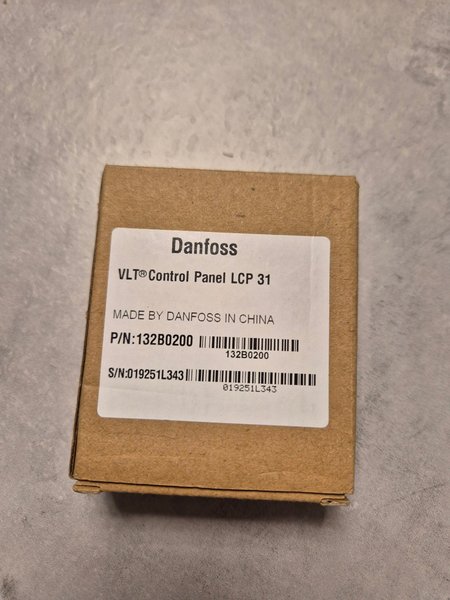 Danfoss
VLT® Control Panel LCP 31
MADE BY DANFOSS IN CHINA
P/N:132B0200
132B0200
S/N:019251L343
019251L343